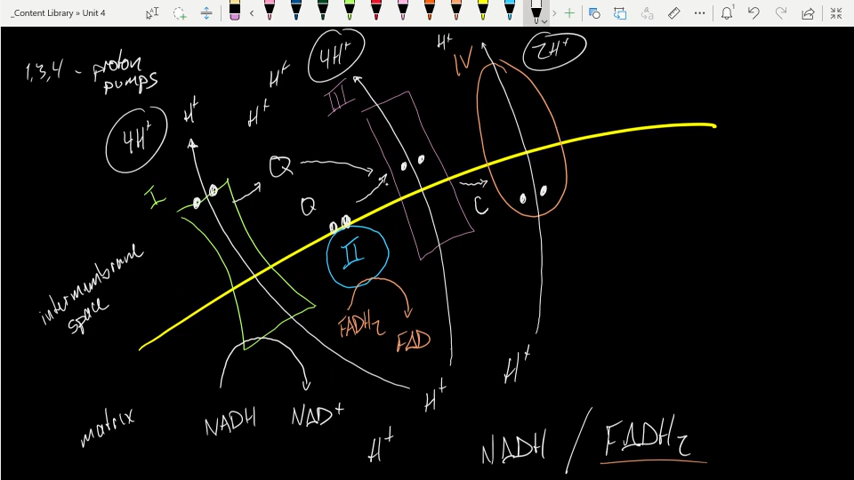 _Content Library » Unit 4
1
1,3,4 - proton
pumps
H+
4H+
H+
H+
4H+
III
H+
IV
2H+
I
Q
Q
C
II
intermembrane
space
FADH2
FAD
NADH
NAD+
H+
H+
H+
matrix
NADH / FADH2